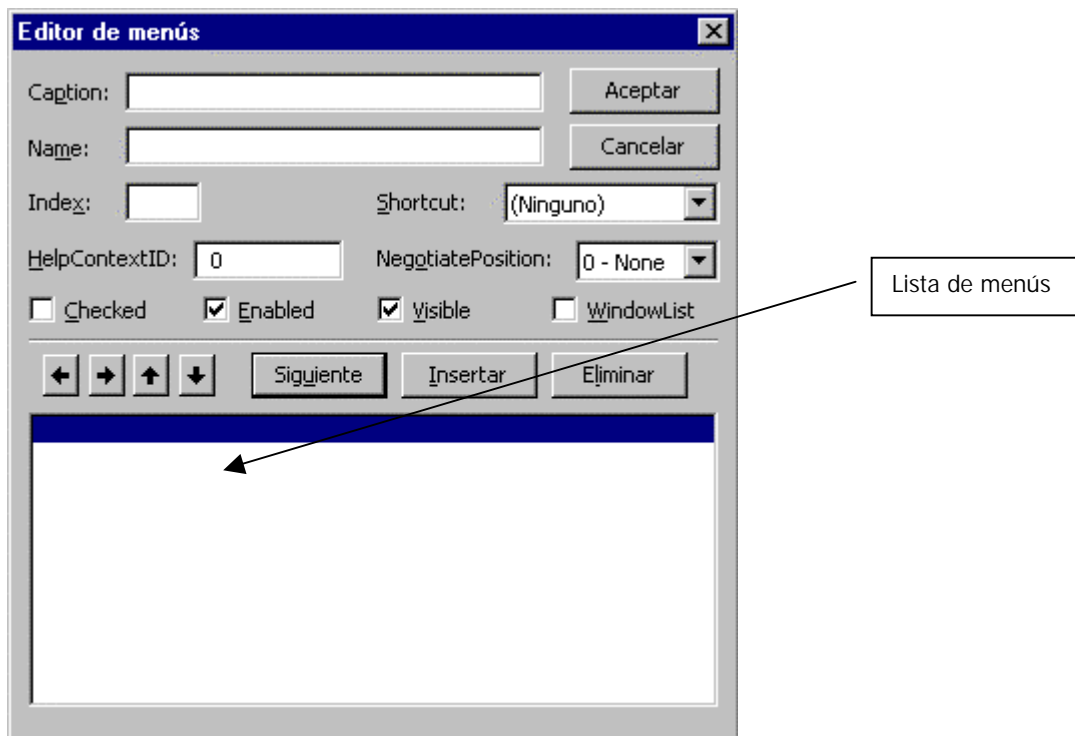 Editor de menús
Caption: Aceptar
Name: Cancelar
Index: Shortcut: (Ninguno)
HelpContextID: 0 NegotiatePosition: 0 - None
Checked Enabled Visible WindowList
Lista de menús
Siguiente Insertar Eliminar